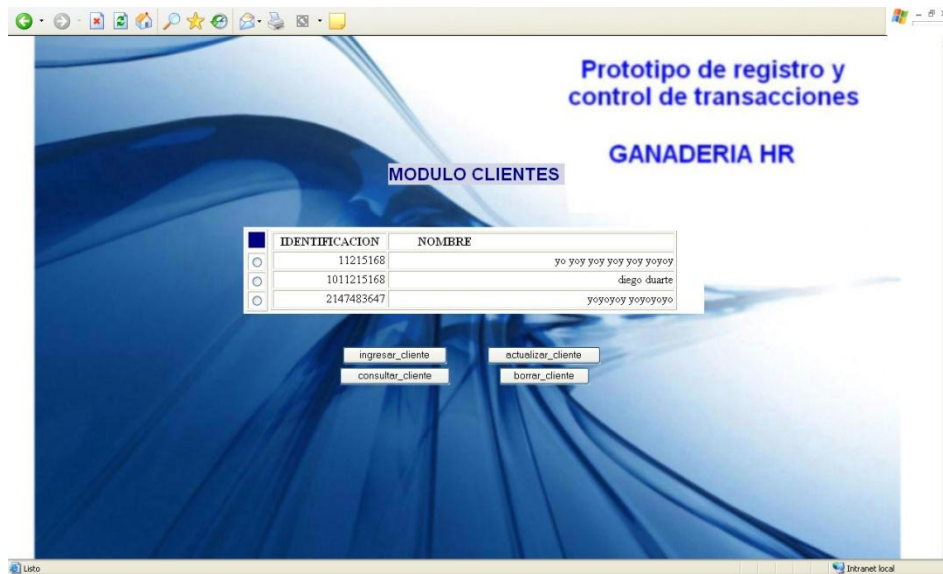 Prototipo de registro y
control de transacciones
GANADERIA HR
MODULO CLIENTES
IDENTIFICACION NOMBRE
11215168 yo yoy yoy yoy yoy yoyoy
1011215168 diego duarte
2147483647 yoyoyoy yoyoyoyo
ingresar_cliente actualizar_cliente
consultar_cliente borrar_cliente
Listo Intranet local